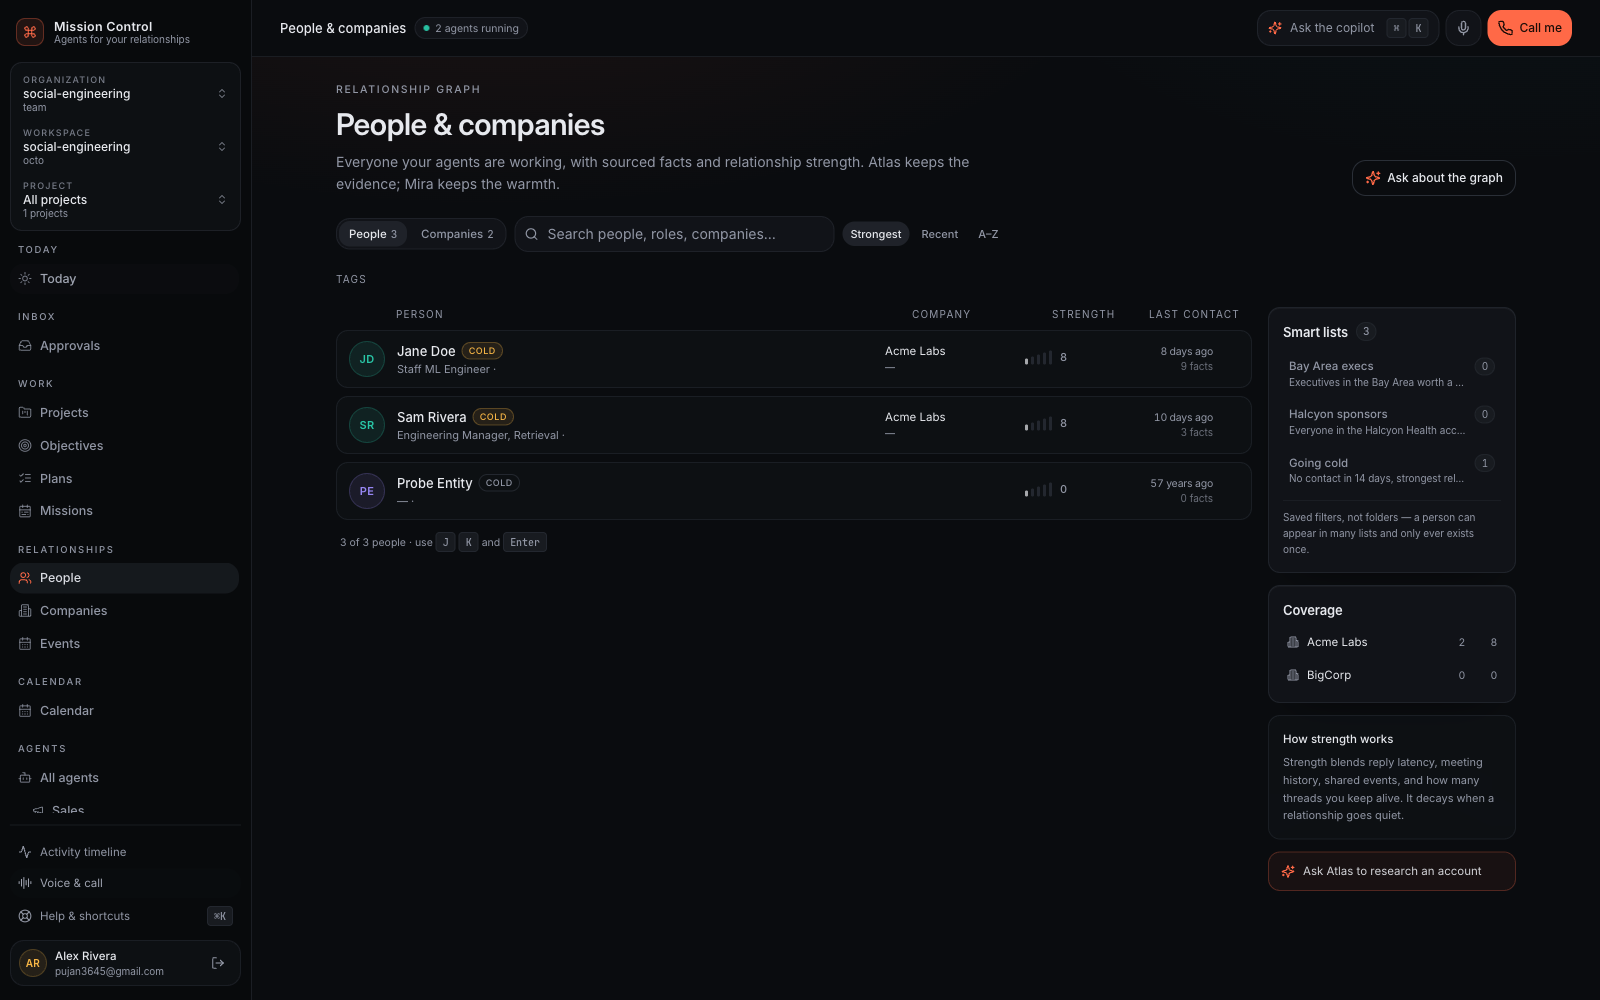 Mission Control
Agents for your relationships
ORGANIZATION
social-engineering
team
WORKSPACE
social-engineering
octo
PROJECT
All projects
1 projects
TODAY
Today
INBOX
Approvals
WORK
Projects
Objectives
Plans
Missions
RELATIONSHIPS
People
Companies
Events
CALENDAR
Calendar
AGENTS
All agents
Sales
Activity timeline
Voice & call
Help & shortcuts ⌘K
AR
Alex Rivera
pujan3645@gmail.com
People & companies
2 agents running
Ask the copilot ⌘ K
Call me
RELATIONSHIP GRAPH
People & companies
Everyone your agents are working, with sourced facts and relationship strength. Atlas keeps the
evidence; Mira keeps the warmth.
Ask about the graph
People 3 Companies 2
Search people, roles, companies...
Strongest Recent A–Z
TAGS
PERSON COMPANY STRENGTH LAST CONTACT
JD Jane Doe COLD Acme Labs 8 8 days ago
Staff ML Engineer · — 9 facts
SR Sam Rivera COLD Acme Labs 8 10 days ago
Engineering Manager, Retrieval · — 3 facts
PE Probe Entity COLD 0 57 years ago
— · 0 facts
3 of 3 people · use J K and Enter
Smart lists 3
Bay Area execs 0
Executives in the Bay Area worth a ...
Halcyon sponsors 0
Everyone in the Halcyon Health acc...
Going cold 1
No contact in 14 days, strongest rel...
Saved filters, not folders — a person can
appear in many lists and only ever exists
once.
Coverage
Acme Labs 2 8
BigCorp 0 0
How strength works
Strength blends reply latency, meeting
history, shared events, and how many
threads you keep alive. It decays when a
relationship goes quiet.
Ask Atlas to research an account